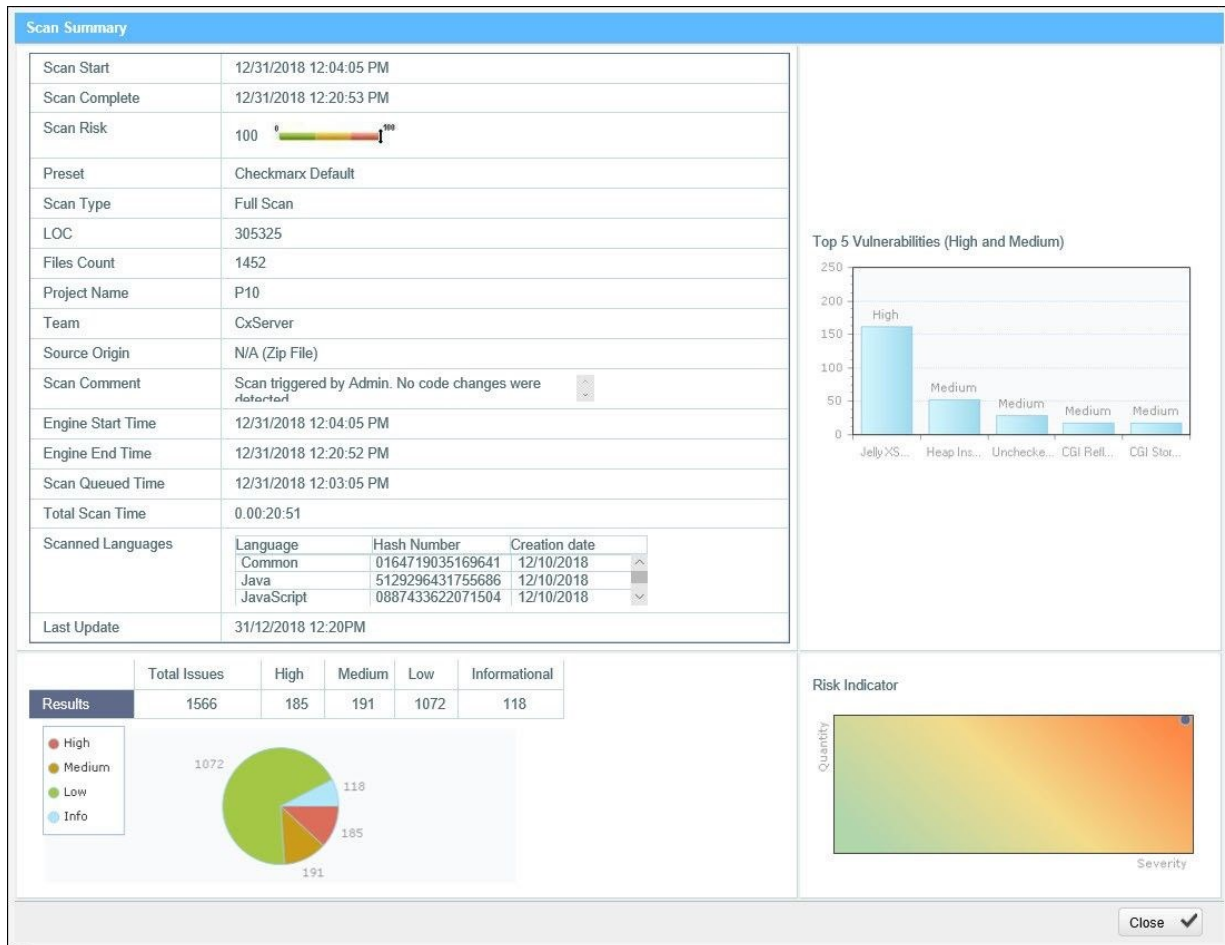 Scan Summary
Scan Start 12/31/2018 12:04:05 PM
Scan Complete 12/31/2018 12:20:53 PM
Scan Risk 100 0 100
Preset Checkmarx Default
Scan Type Full Scan
LOC 305325
Files Count 1452
Project Name P10
Team CxServer
Source Origin N/A (Zip File)
Scan Comment Scan triggered by Admin. No code changes were
detected
Engine Start Time 12/31/2018 12:04:05 PM
Engine End Time 12/31/2018 12:20:52 PM
Scan Queued Time 12/31/2018 12:03:05 PM
Total Scan Time 0.00:20:51
Scanned Languages
Language Hash Number Creation date
Common 0164719035169641 12/10/2018
Java 5129296431755686 12/10/2018
JavaScript 0887433622071504 12/10/2018
Last Update 31/12/2018 12:20PM
Top 5 Vulnerabilities (High and Medium)
250
200
150
100
50
0
High
Medium
Medium
Medium
Medium
Jelly XS... Heap Ins... Unchecke... CGI Refl... CGI Stor...
Total Issues High Medium Low Informational
Results 1566 185 191 1072 118
High
Medium
Low
Info
1072
118
185
191
Risk Indicator
Quantity
Severity
Close